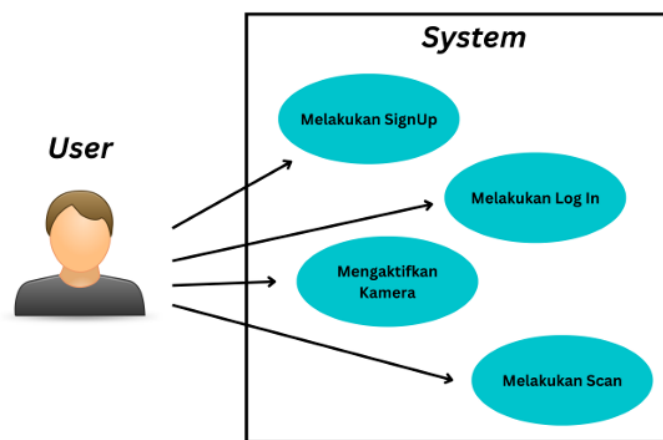 System
User
Melakukan SignUp
Melakukan Log In
Mengaktifkan
Kamera
Melakukan Scan